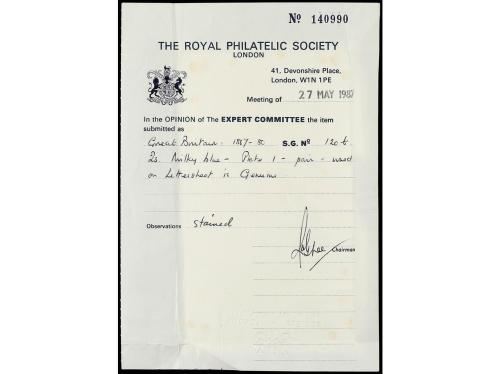 Nº 140990
THE ROYAL PHILATELIC SOCIETY
LONDON
41, Devonshire Place,
London, W1N 1PE
Meeting of 27 MAY 1987
In the OPINION of The EXPERT COMMITTEE the item
submitted as
Great Britain. 1867-80 S.G. Nº 120b
2s. Milky blue - Plate 1 - pair - used
on lettersheet is Genuine
Observations stained
Chairman